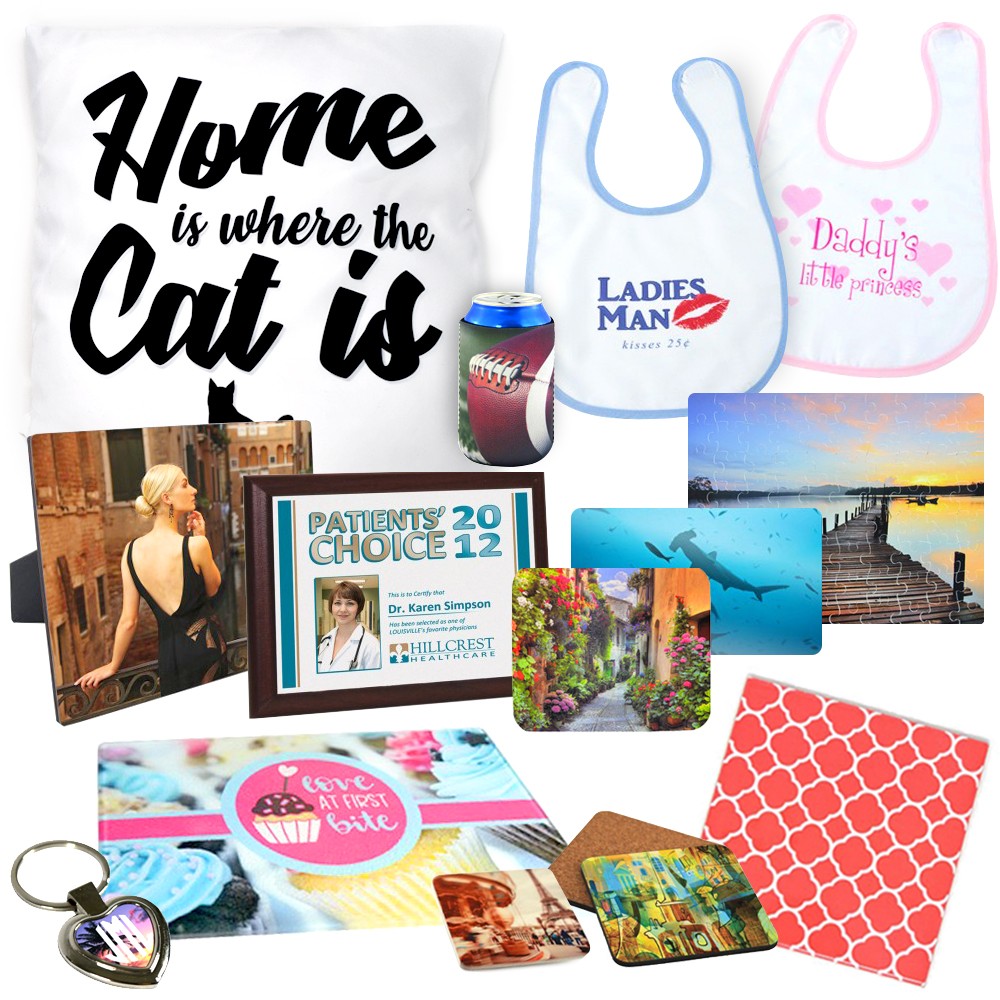 Home
is where the
Cat is
LADIES
MAN
kisses 25¢
Daddy's
little princess
PATIENTS' 20
CHOICE 12
This is to Certify that
Dr. Karen Simpson
Has been selected as one of
LOUISVILLE's favorite physicians
HILLCREST
HEALTHCARE
love
AT FIRST
bite